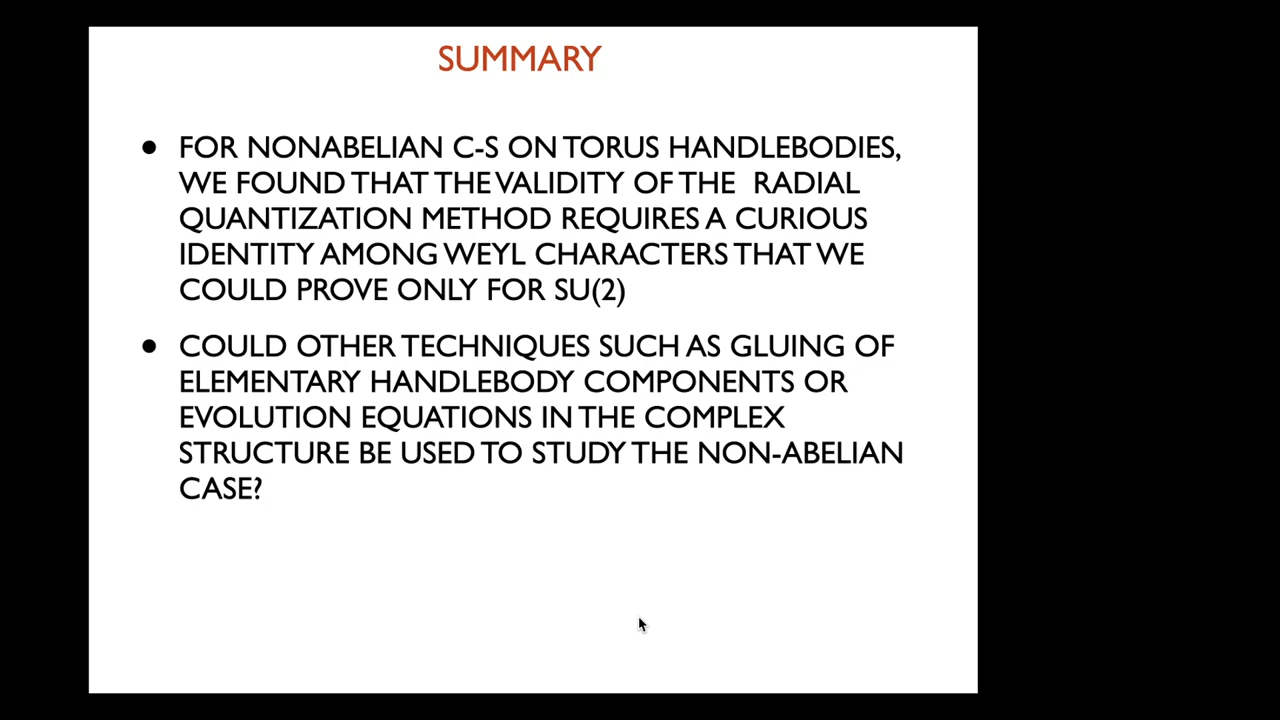 SUMMARY
• FOR NONABELIAN C-S ON TORUS HANDLEBODIES,
WE FOUND THAT THE VALIDITY OF THE RADIAL
QUANTIZATION METHOD REQUIRES A CURIOUS
IDENTITY AMONG WEYL CHARACTERS THAT WE
COULD PROVE ONLY FOR SU(2)
• COULD OTHER TECHNIQUES SUCH AS GLUING OF
ELEMENTARY HANDLEBODY COMPONENTS OR
EVOLUTION EQUATIONS IN THE COMPLEX
STRUCTURE BE USED TO STUDY THE NON-ABELIAN
CASE?